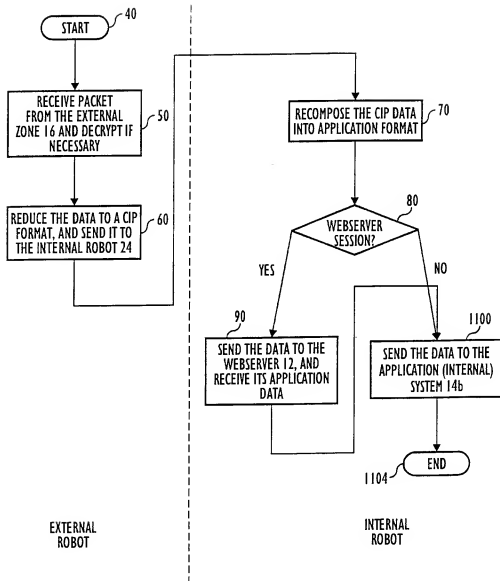 START
40
RECEIVE PACKET
FROM THE EXTERNAL
ZONE 16 AND DECRYPT IF
NECESSARY
50
REDUCE THE DATA TO A CIP
FORMAT, AND SEND IT TO
THE INTERNAL ROBOT 24
60
RECOMPOSE THE CIP DATA
INTO APPLICATION FORMAT
70
WEBSERVER
SESSION?
80
YES
NO
90
SEND THE DATA TO THE
WEBSERVER 12, AND
RECEIVE ITS APPLICATION
DATA
1100
SEND THE DATA TO THE
APPLICATION (INTERNAL)
SYSTEM 14b
END
1104
EXTERNAL
ROBOT
INTERNAL
ROBOT